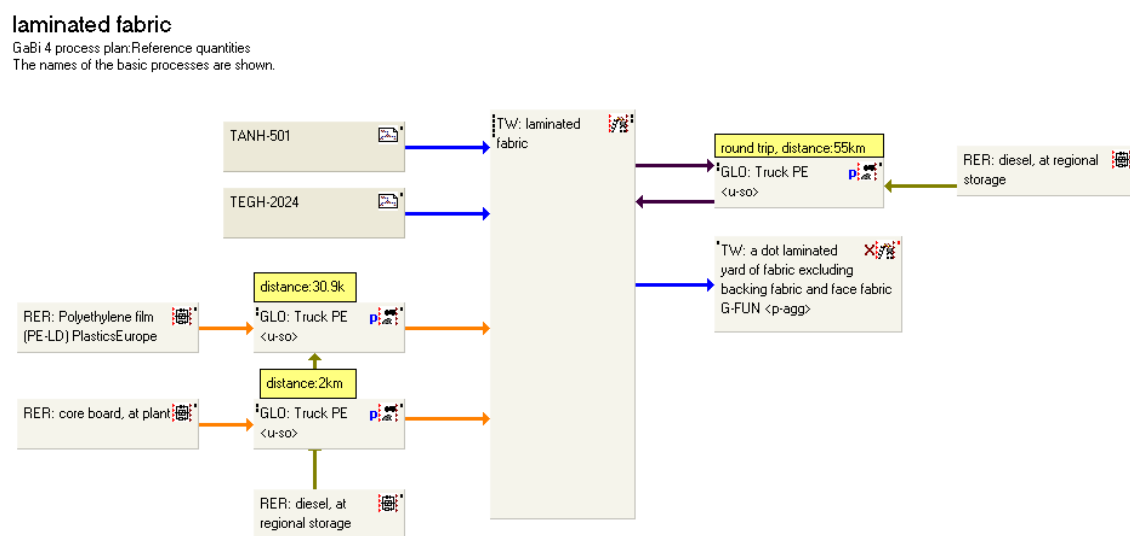 laminated fabric
GaBi 4 process plan:Reference quantities
The names of the basic processes are shown.
TANH-501
TW: laminated
fabric
round trip, distance:55km
GLO: Truck PE
<u-so>
RER: diesel, at regional
storage
TEGH-2024
TW: a dot laminated
yard of fabric excluding
backing fabric and face fabric
G-FUN <p-agg>
distance:30.9k
RER: Polyethylene film
(PE-LD) PlasticsEurope
GLO: Truck PE
<u-so>
distance:2km
RER: core board, at plant
GLO: Truck PE
<u-so>
RER: diesel, at
regional storage
p
p
p